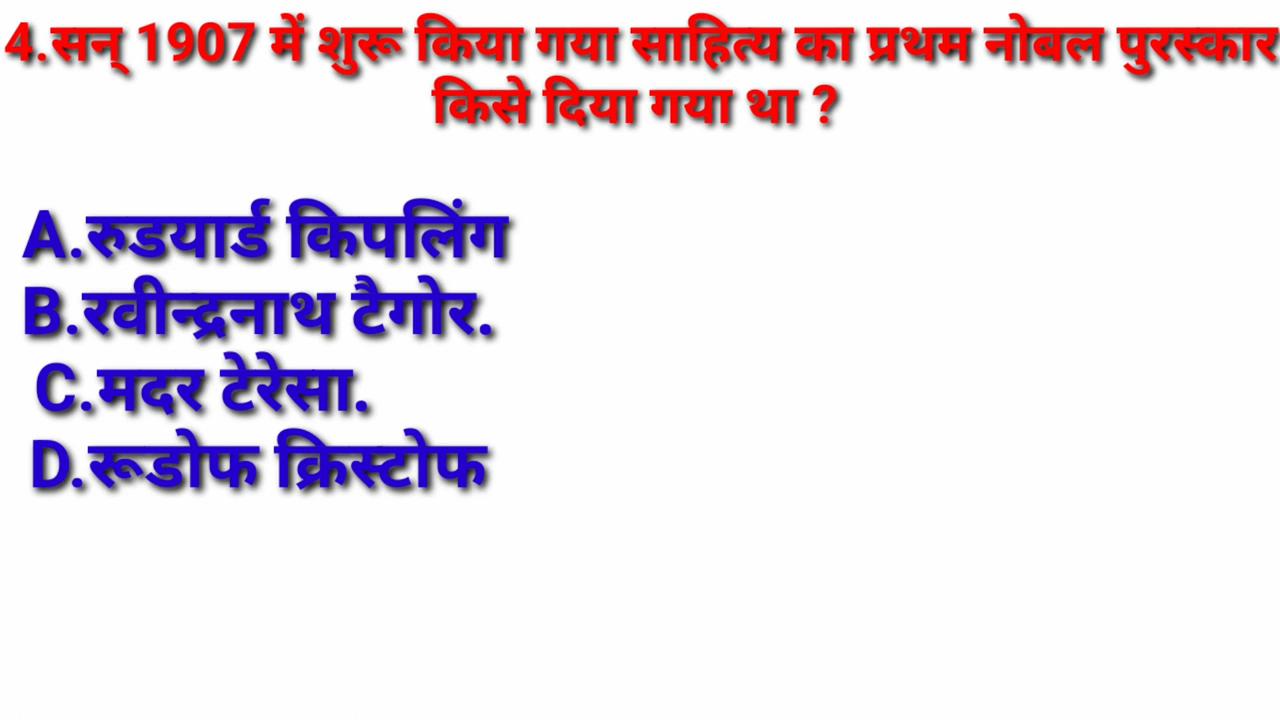 4.सन् 1907 में शुरू किया गया साहित्य का प्रथम नोबल पुरस्कार
किसे दिया गया था ?
A.रुडयार्ड किपलिंग
B.रवीन्द्रनाथ टैगोर.
C.मदर टेरेसा.
D.रूडोफ क्रिस्टोफ